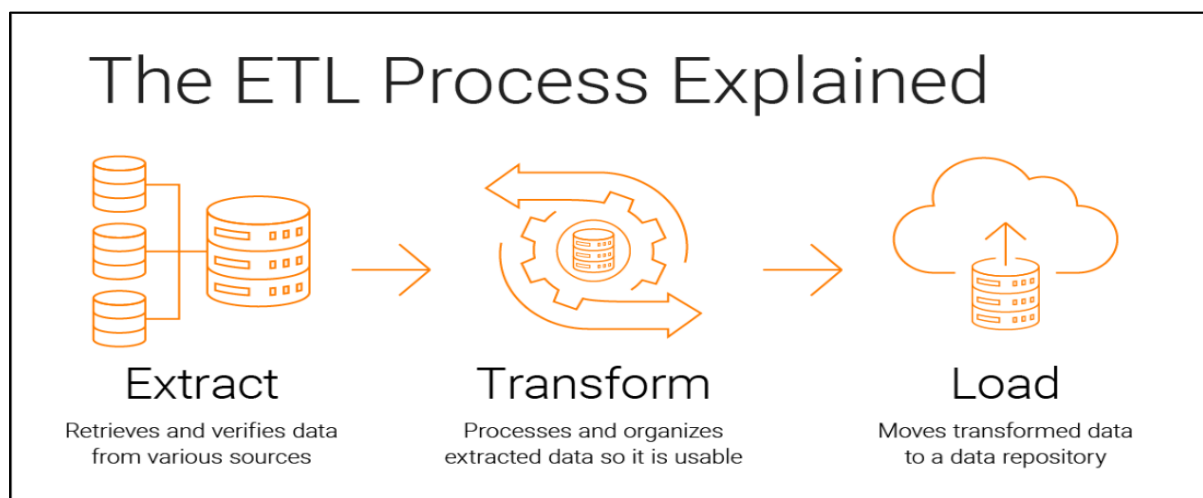 The ETL Process Explained
Extract
Retrieves and verifies data
from various sources
Transform
Processes and organizes
extracted data so it is usable
Load
Moves transformed data
to a data repository